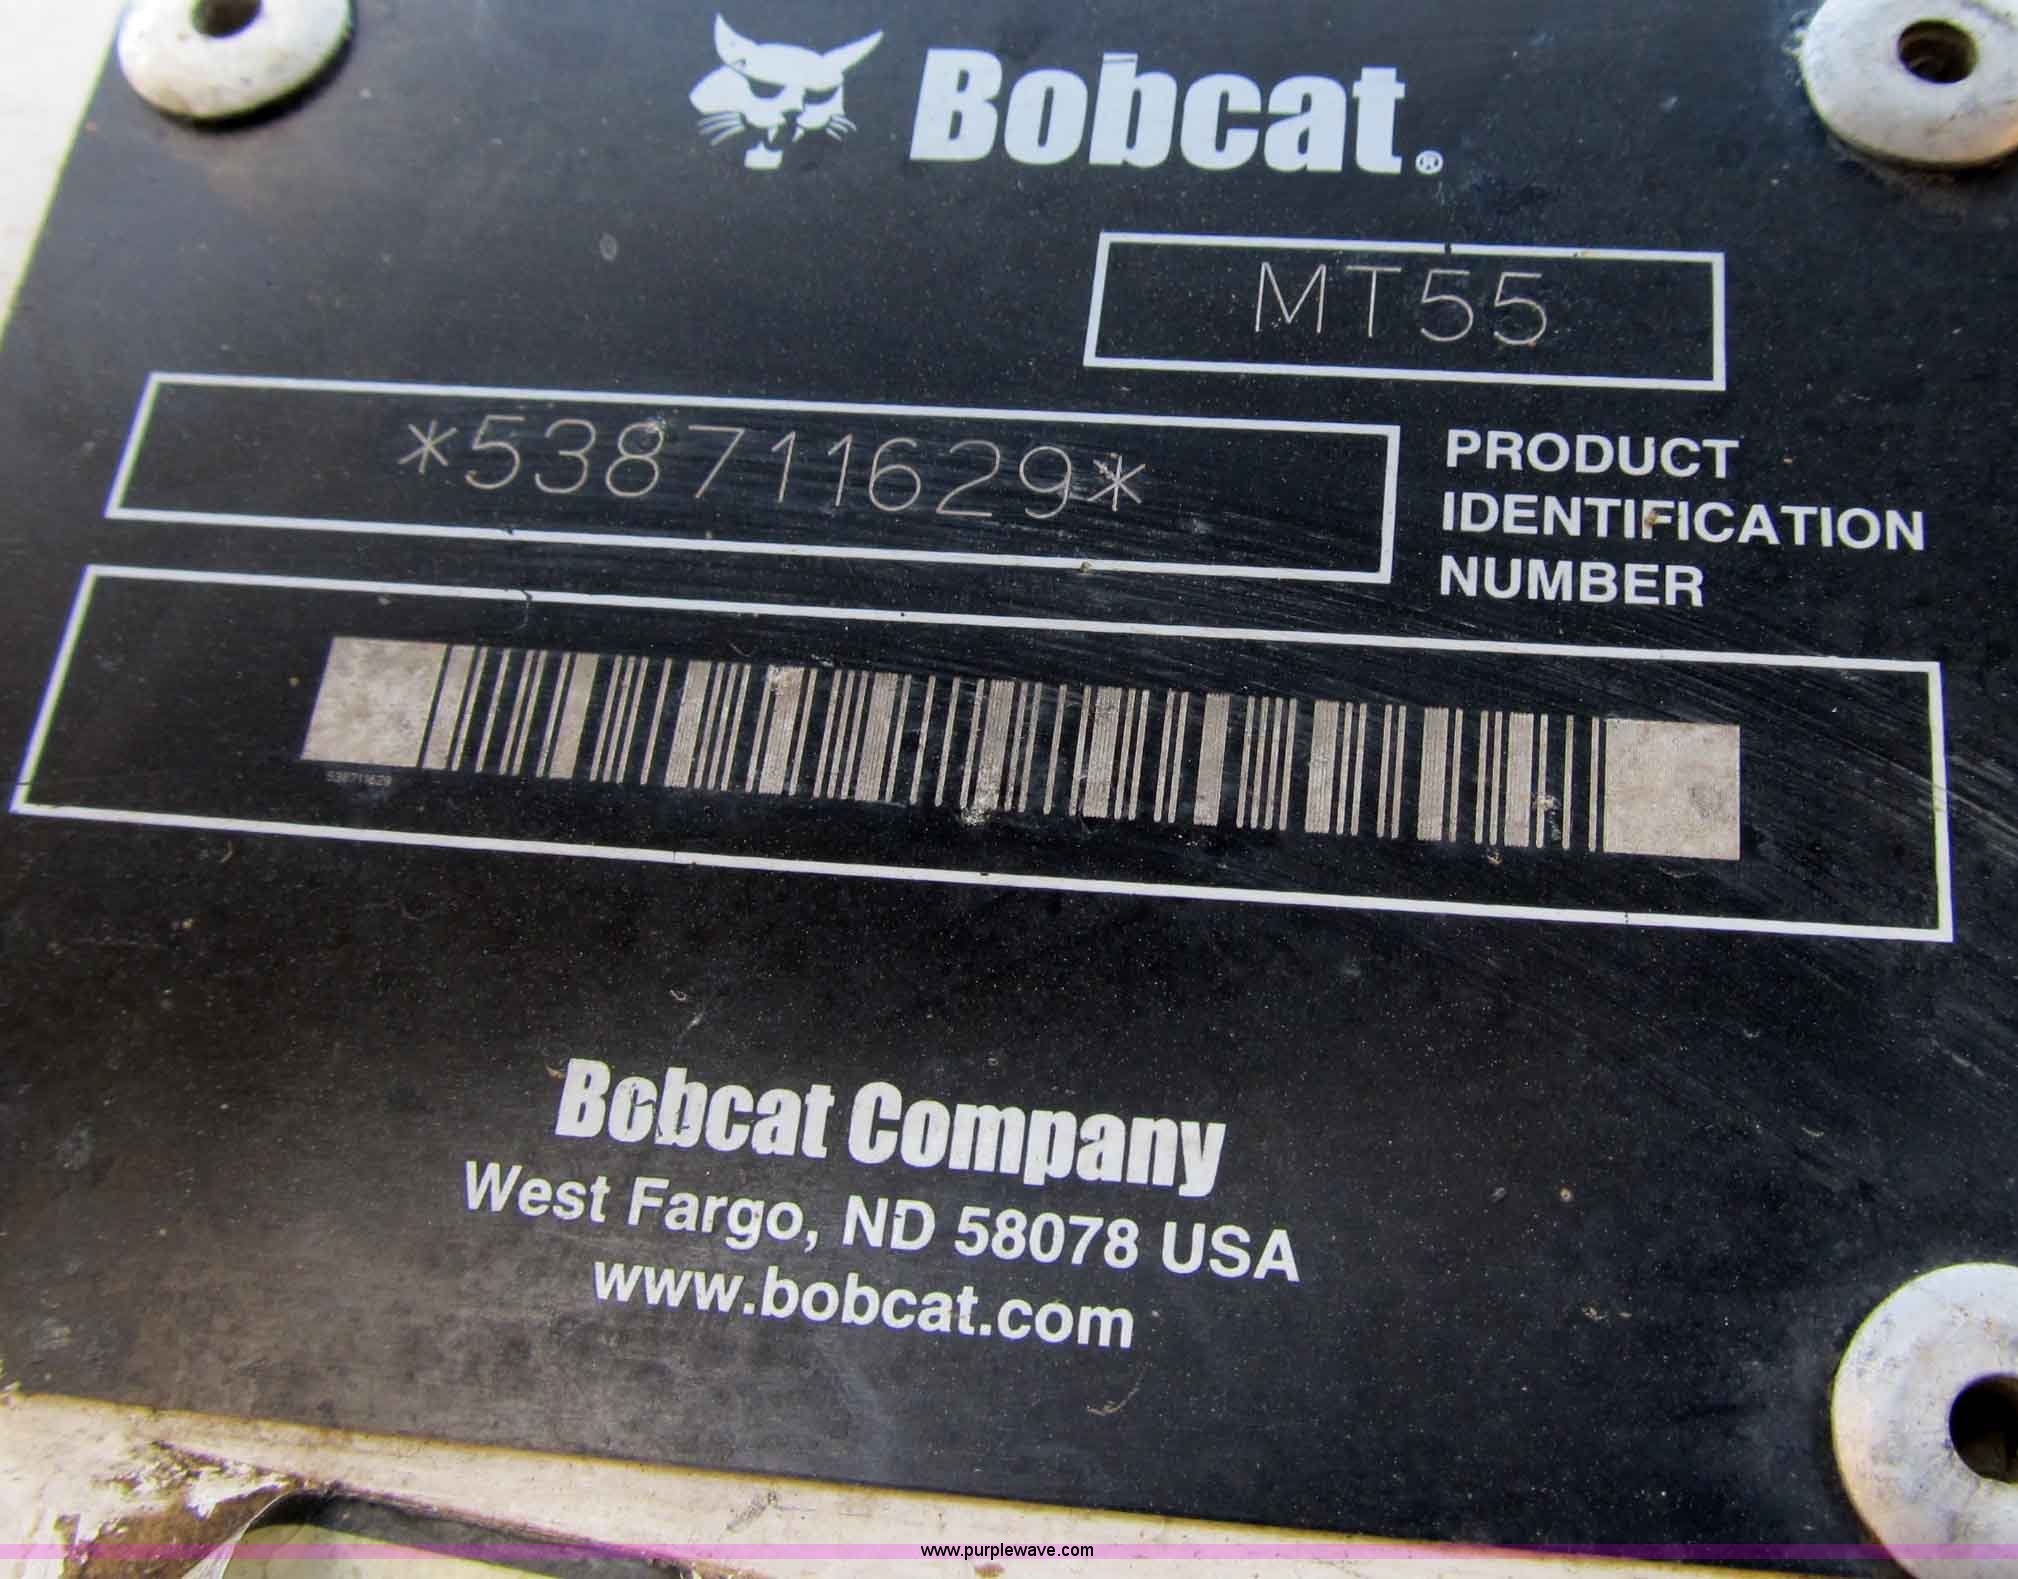 Bobcat®
MT55
*538711629*
PRODUCT
IDENTIFICATION
NUMBER
538711629
Bobcat Company
West Fargo, ND 58078 USA
www.bobcat.com
www.purplewave.com